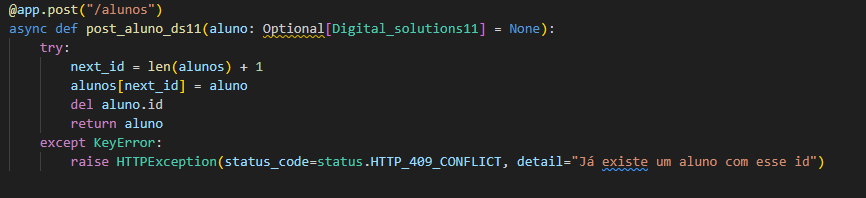 @app.post("/alunos")
async def post_aluno_ds11(aluno: Optional[Digital_solutions11] = None):
    try:
        next_id = len(alunos) + 1
        alunos[next_id] = aluno
        del aluno.id
        return aluno
    except KeyError:
        raise HTTPException(status_code=status.HTTP_409_CONFLICT, detail="Já existe um aluno com esse id")